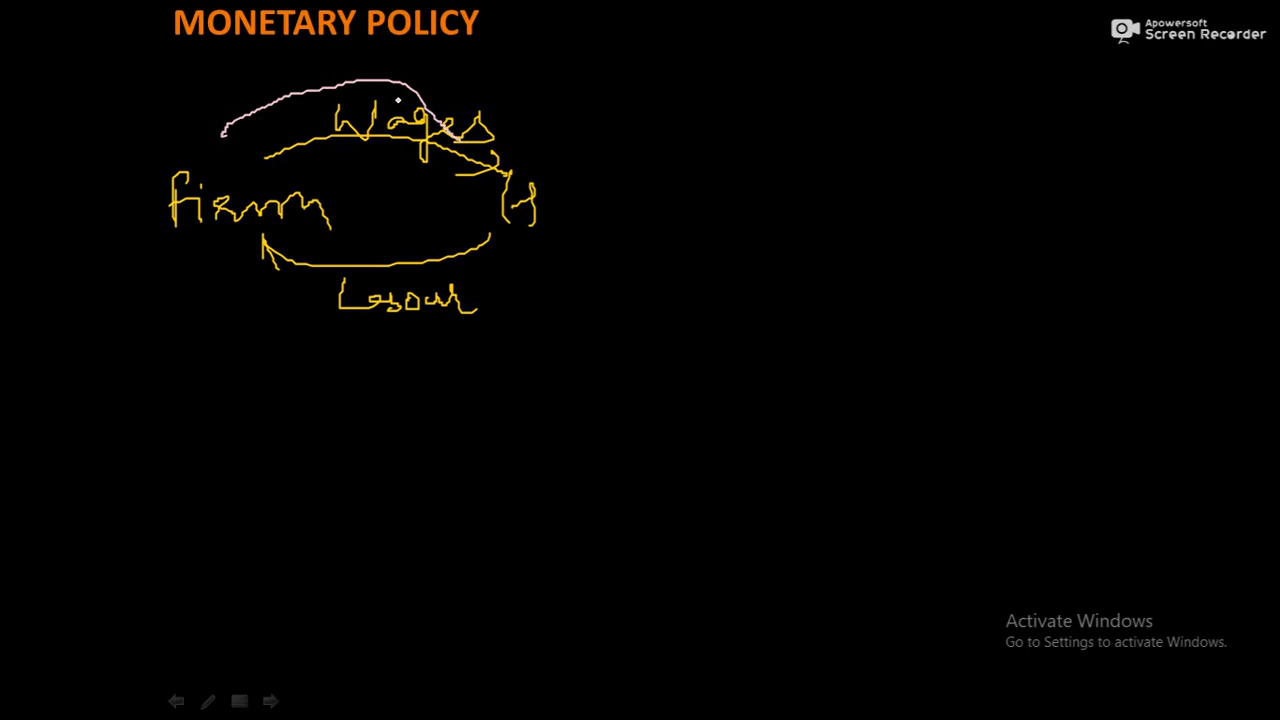 MONETARY POLICY
Apowersoft
Screen Recorder
Wages
Firm H
Labour
Activate Windows
Go to Settings to activate Windows.